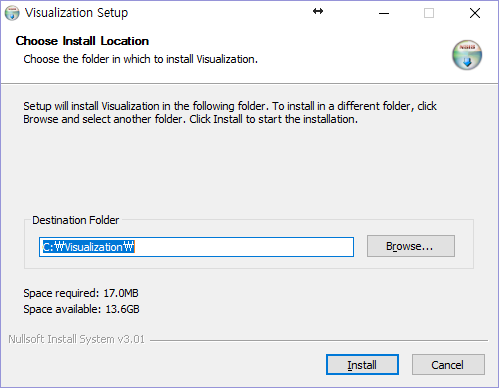 Visualization Setup
Choose Install Location
Choose the folder in which to install Visualization.
Setup will install Visualization in the following folder. To install in a different folder, click
Browse and select another folder. Click Install to start the installation.
Destination Folder
C:₩Visualization₩
Browse...
Space required: 17.0MB
Space available: 13.6GB
Nullsoft Install System v3.01
Install
Cancel